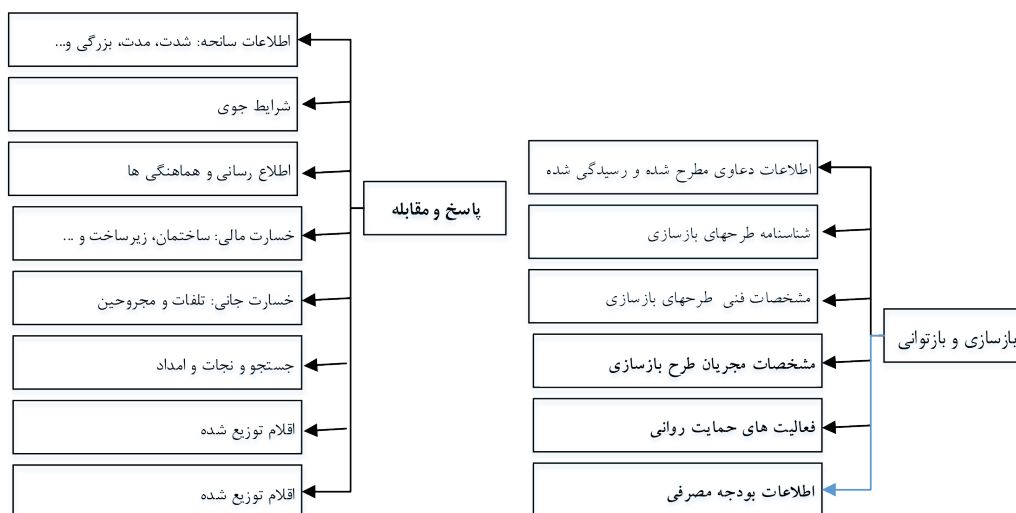 بازسازی و بازتوانی
اطلاعات دعاوی مطرح شده و رسیدگی شده
شناسنامه طرحهای بازسازی
مشخصات فنی طرحهای بازسازی
مشخصات مجریان طرح بازسازی
فعالیت های حمایت روانی
اطلاعات بودجه مصرفی
پاسخ و مقابله
اطلاعات سانحه: شدت، مدت، بزرگی و...
شرایط جوی
اطلاع رسانی و هماهنگی ها
خسارت مالی: ساختمان، زیرساخت و ...
خسارت جانی: تلفات و مجروحین
جستجو و نجات و امداد
اقلام توزیع شده
اقلام توزیع شده